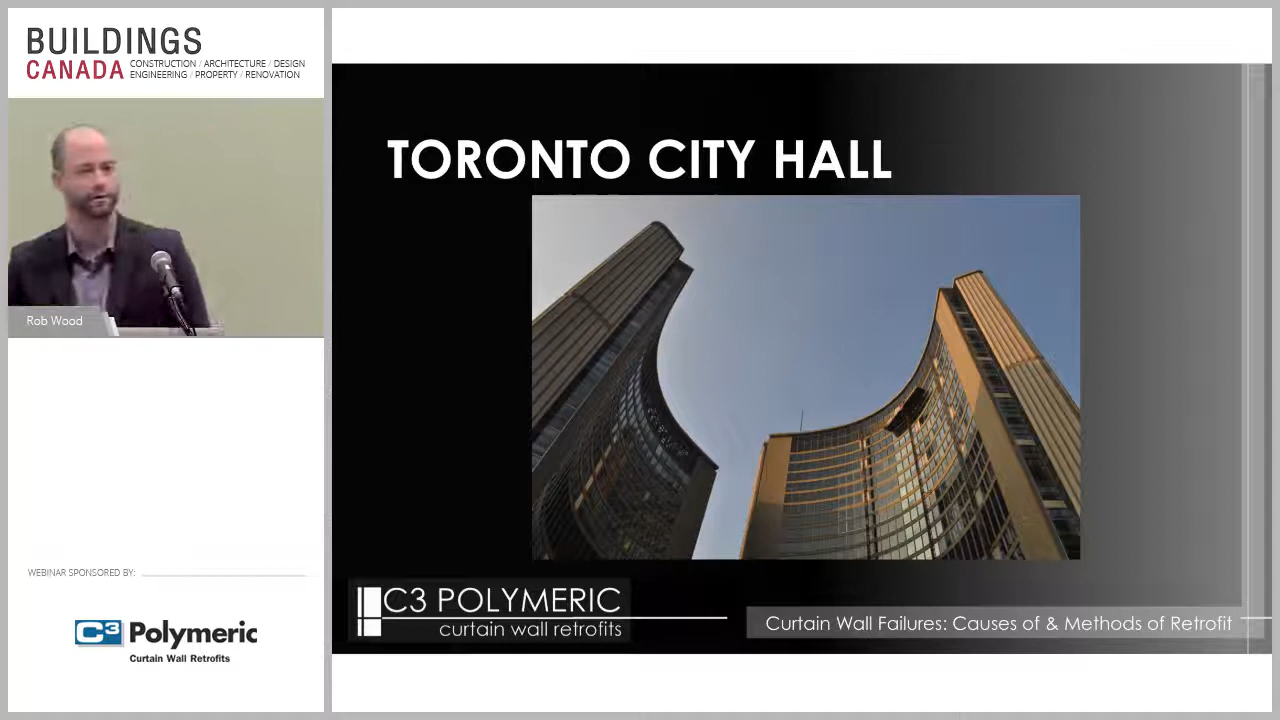 BUILDINGS
CANADA CONSTRUCTION / ARCHITECTURE / DESIGN
ENGINEERING / PROPERTY / RENOVATION
Rob Wood
WEBINAR SPONSORED BY:
C3 Polymeric
Curtain Wall Retrofits
TORONTO CITY HALL
C3 POLYMERIC
curtain wall retrofits
Curtain Wall Failures: Causes of & Methods of Retrofit